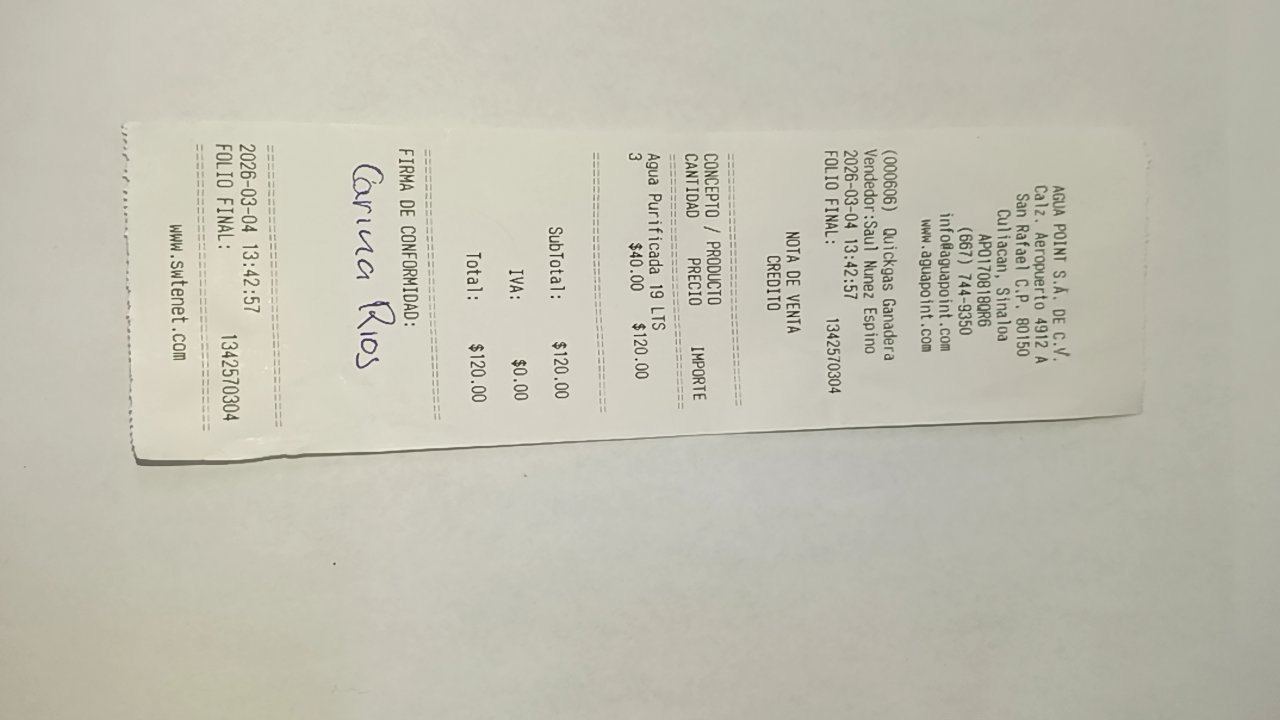 AGUA POINT S.A. DE C.V.
Calz. Aeropuerto 4912 A
San Rafael C.P. 80150
Culiacan, Sinaloa
APO170818QR6
(667) 744-9350
info@aguapoint.com
www.aguapoint.com
(000606) Quickgas Ganadera
Vendedor:Saul Nunez Espino
2026-03-04 13:42:57
FOLIO FINAL: 1342570304
NOTA DE VENTA
CREDITO
CONCEPTO / PRODUCTO
CANTIDAD PRECIO IMPORTE
Agua Purificada 19 LTS
3 $40.00 $120.00
SubTotal: $120.00
IVA: $0.00
Total: $120.00
FIRMA DE CONFORMIDAD:
Carina Rios
2026-03-04 13:42:57
FOLIO FINAL: 1342570304
www.swtenet.com